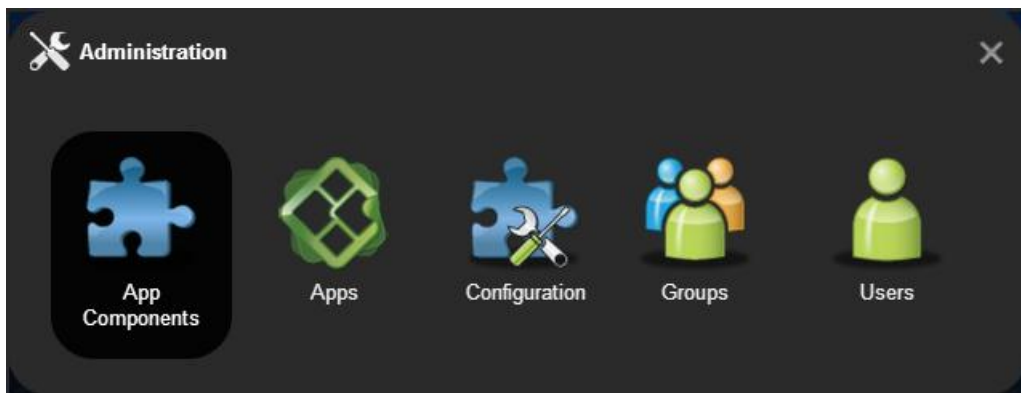 Administration
App
Components
Apps
Configuration
Groups
Users